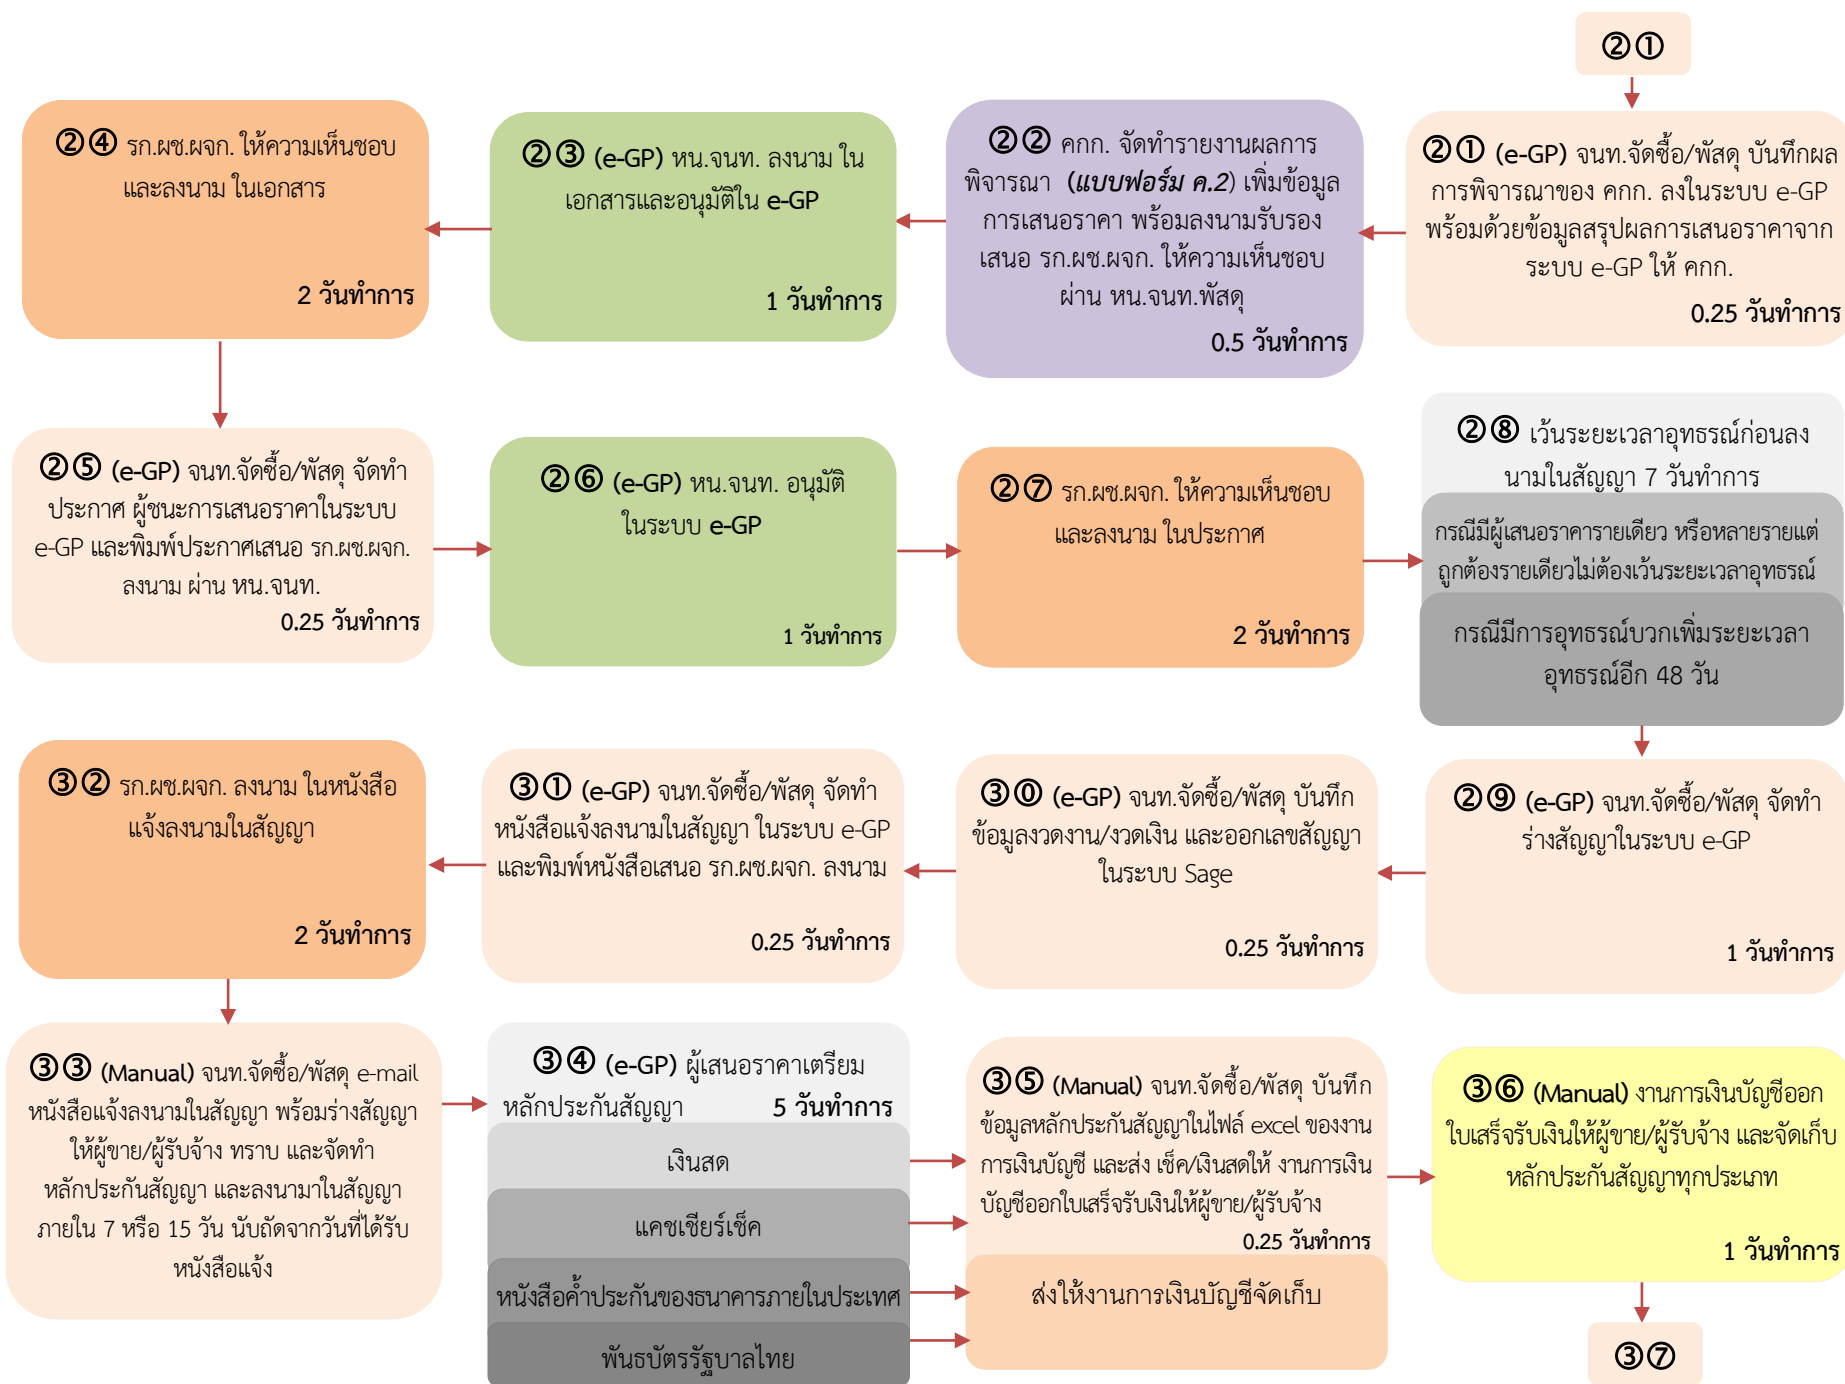 ②①
②① (e-GP) จนท.จัดซื้อ/พัสดุ บันทึกผล
การพิจารณาของ คกก. ลงในระบบ e-GP
พร้อมด้วยข้อมูลสรุปผลการเสนอราคาจาก
ระบบ e-GP ให้ คกก.
0.25 วันทำการ
②② คกก. จัดทำรายงานผลการ
พิจารณา (แบบฟอร์ม ค.2) เพิ่มข้อมูล
การเสนอราคา พร้อมลงนามรับรอง
เสนอ รก.ผช.ผจก. ให้ความเห็นชอบ
ผ่าน หน.จนท.พัสดุ
0.5 วันทำการ
②③ (e-GP) หน.จนท. ลงนาม ใน
เอกสารและอนุมัติใน e-GP
1 วันทำการ
②④ รก.ผช.ผจก. ให้ความเห็นชอบ
และลงนาม ในเอกสาร
2 วันทำการ
②⑤ (e-GP) จนท.จัดซื้อ/พัสดุ จัดทำ
ประกาศ ผู้ชนะการเสนอราคาในระบบ
e-GP และพิมพ์ประกาศเสนอ รก.ผช.ผจก.
ลงนาม ผ่าน หน.จนท.
0.25 วันทำการ
②⑥ (e-GP) หน.จนท. อนุมัติ
ในระบบ e-GP
1 วันทำการ
②⑦ รก.ผช.ผจก. ให้ความเห็นชอบ
และลงนาม ในประกาศ
2 วันทำการ
②⑧ เว้นระยะเวลาอุทธรณ์ก่อนลง
นามในสัญญา 7 วันทำการ
กรณีมีผู้เสนอราคารายเดียว หรือหลายรายแต่
ถูกต้องรายเดียวไม่ต้องเว้นระยะเวลาอุทธรณ์
กรณีมีการอุทธรณ์บวกเพิ่มระยะเวลา
อุทธรณ์อีก 48 วัน
②⑨ (e-GP) จนท.จัดซื้อ/พัสดุ จัดทำ
ร่างสัญญาในระบบ e-GP
1 วันทำการ
③⓪ (e-GP) จนท.จัดซื้อ/พัสดุ บันทึก
ข้อมูลงวดงาน/งวดเงิน และออกเลขสัญญา
ในระบบ Sage
0.25 วันทำการ
③① (e-GP) จนท.จัดซื้อ/พัสดุ จัดทำ
หนังสือแจ้งลงนามในสัญญา ในระบบ e-GP
และพิมพ์หนังสือเสนอ รก.ผช.ผจก. ลงนาม
0.25 วันทำการ
③② รก.ผช.ผจก. ลงนาม ในหนังสือ
แจ้งลงนามในสัญญา
2 วันทำการ
③③ (Manual) จนท.จัดซื้อ/พัสดุ e-mail
หนังสือแจ้งลงนามในสัญญา พร้อมร่างสัญญา
ให้ผู้ขาย/ผู้รับจ้าง ทราบ และจัดทำ
หลักประกันสัญญา และลงนามาในสัญญา
ภายใน 7 หรือ 15 วัน นับถัดจากวันที่ได้รับ
หนังสือแจ้ง
③④ (e-GP) ผู้เสนอราคาเตรียม
หลักประกันสัญญา 5 วันทำการ
เงินสด
แคชเชียร์เช็ค
หนังสือค้ำประกันของธนาคารภายในประเทศ
พันธบัตรรัฐบาลไทย
③⑤ (Manual) จนท.จัดซื้อ/พัสดุ บันทึก
ข้อมูลหลักประกันสัญญาในไฟล์ excel ของงาน
การเงินบัญชี และส่ง เช็ค/เงินสดให้ งานการเงิน
บัญชีออกใบเสร็จรับเงินให้ผู้ขาย/ผู้รับจ้าง
0.25 วันทำการ
ส่งให้งานการเงินบัญชีจัดเก็บ
③⑥ (Manual) งานการเงินบัญชีออก
ใบเสร็จรับเงินให้ผู้ขาย/ผู้รับจ้าง และจัดเก็บ
หลักประกันสัญญาทุกประเภท
1 วันทำการ
③⑦